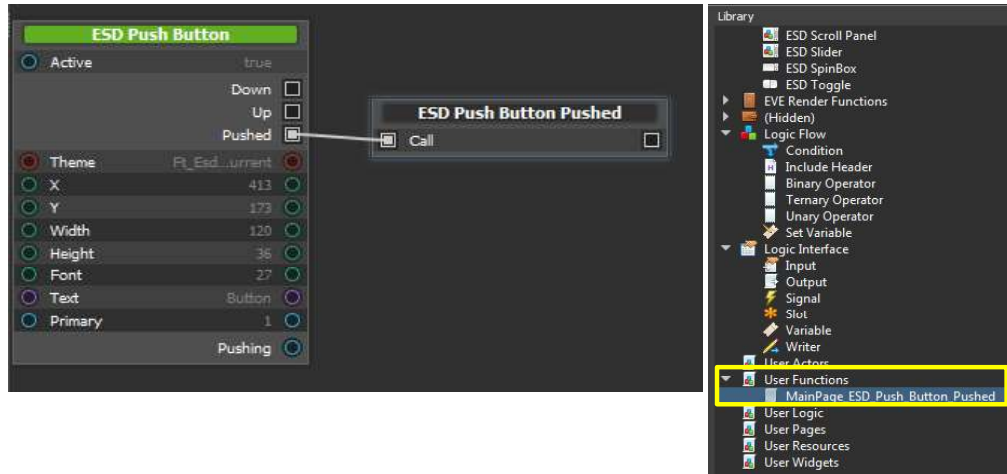 ESD Push Button
Active true
Down
Up
Pushed
Theme Ft_Esd...urrent
X 413
Y 173
Width 120
Height 36
Font 27
Text Button
Primary 1
Pushing
ESD Push Button Pushed
Call
Library
ESD Scroll Panel
ESD Slider
ESD SpinBox
ESD Toggle
EVE Render Functions
(Hidden)
Logic Flow
Condition
Include Header
Binary Operator
Ternary Operator
Unary Operator
Set Variable
Logic Interface
Input
Output
Signal
Slot
Variable
Writer
User Actors
User Functions
MainPage_ESD_Push_Button_Pushed
User Logic
User Pages
User Resources
User Widgets